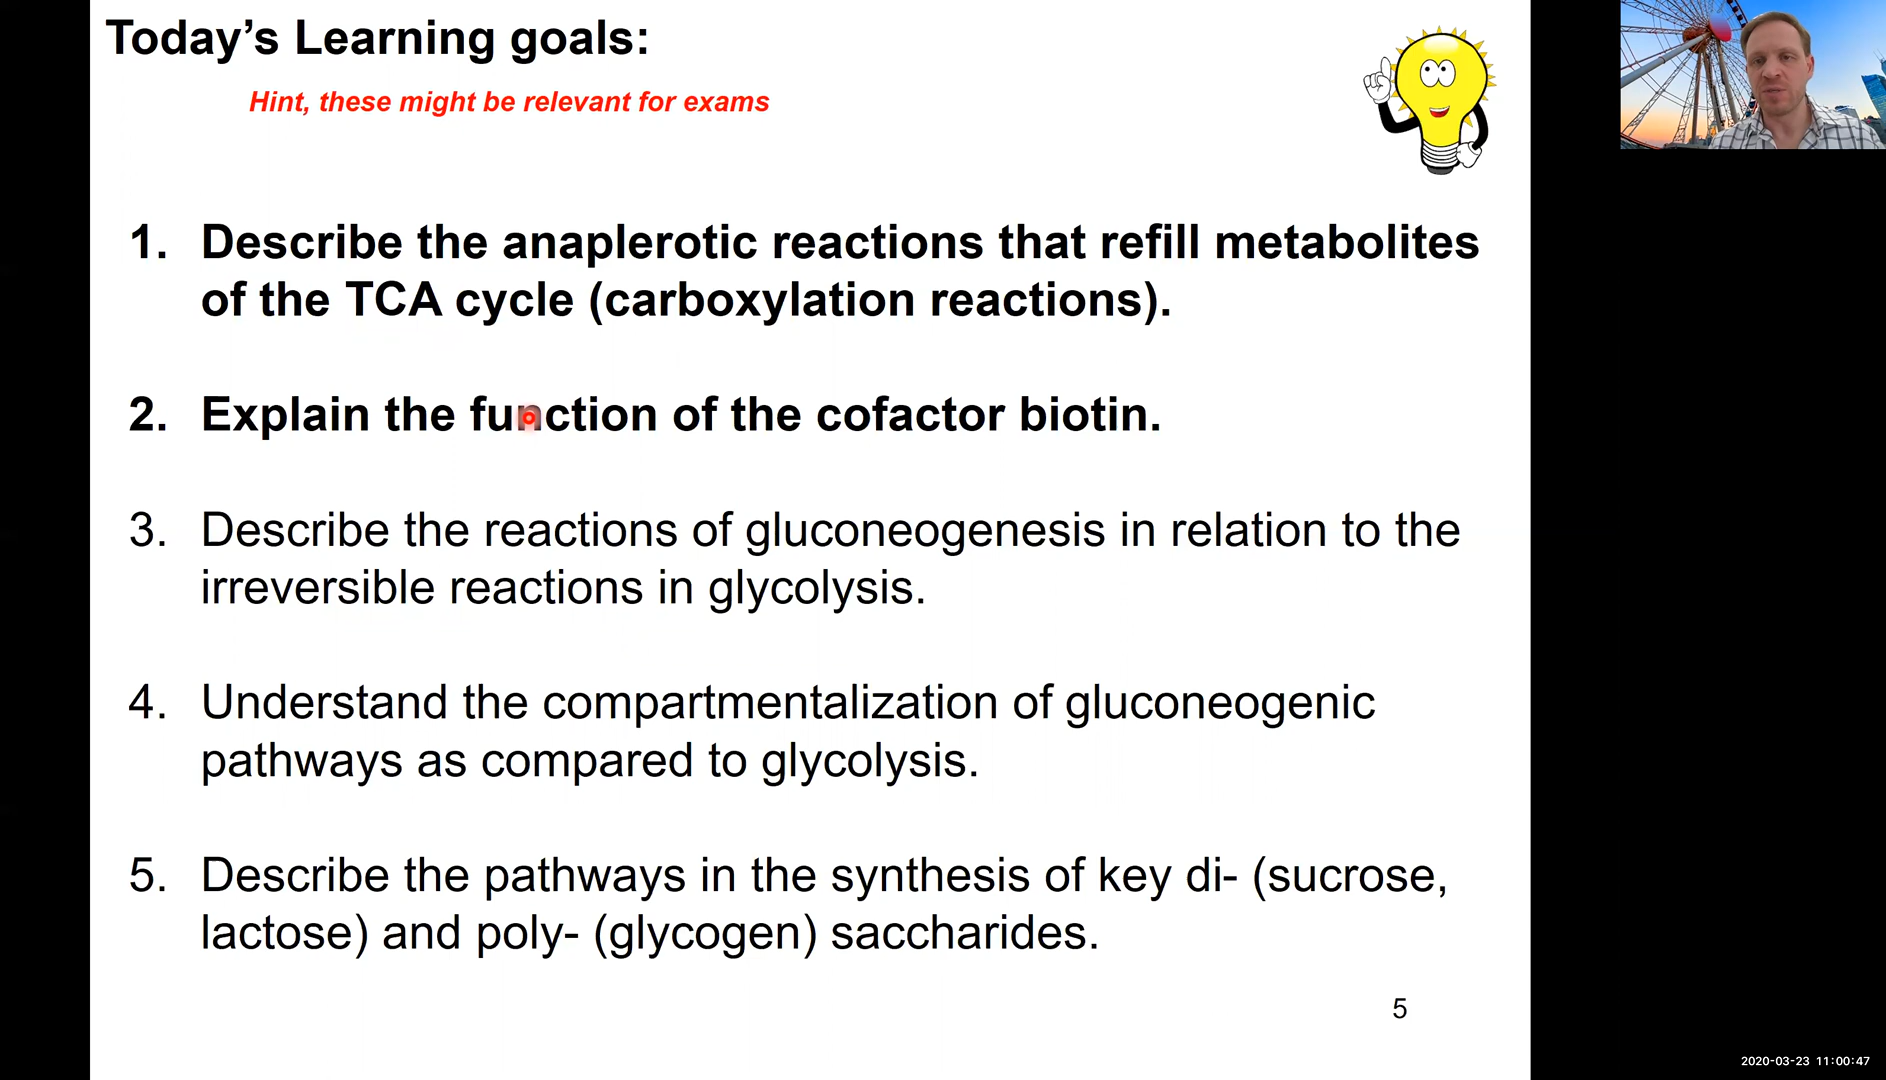 Today’s Learning goals:
Hint, these might be relevant for exams
1. Describe the anaplerotic reactions that refill metabolites
of the TCA cycle (carboxylation reactions).
2. Explain the function of the cofactor biotin.
3. Describe the reactions of gluconeogenesis in relation to the
irreversible reactions in glycolysis.
4. Understand the compartmentalization of gluconeogenic
pathways as compared to glycolysis.
5. Describe the pathways in the synthesis of key di- (sucrose,
lactose) and poly- (glycogen) saccharides.
5
2020-03-23 11:00:47